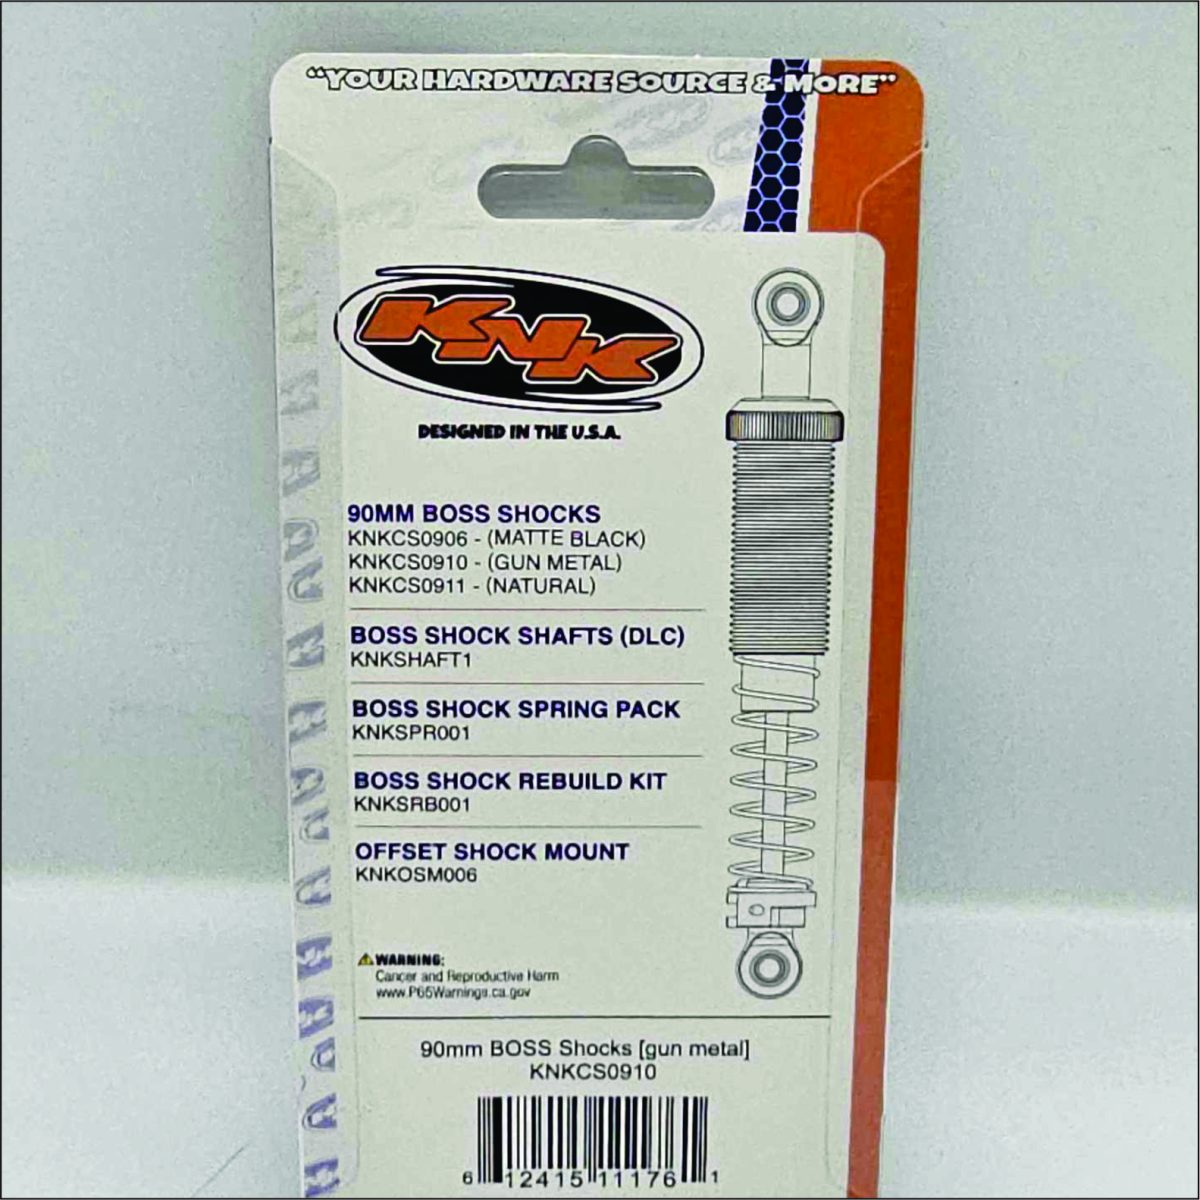 “YOUR HARDWARE SOURCE & MORE”
KNK
DESIGNED IN THE U.S.A.
90MM BOSS SHOCKS
KNKCS0906 - (MATTE BLACK)
KNKCS0910 - (GUN METAL)
KNKCS0911 - (NATURAL)
BOSS SHOCK SHAFTS (DLC)
KNKSHAFT1
BOSS SHOCK SPRING PACK
KNKSPR001
BOSS SHOCK REBUILD KIT
KNKSRB001
OFFSET SHOCK MOUNT
KNKOSM006
⚠WARNING:
Cancer and Reproductive Harm
www.P65Warnings.ca.gov
90mm BOSS Shocks [gun metal]
KNKCS0910
6 12415 11176 1